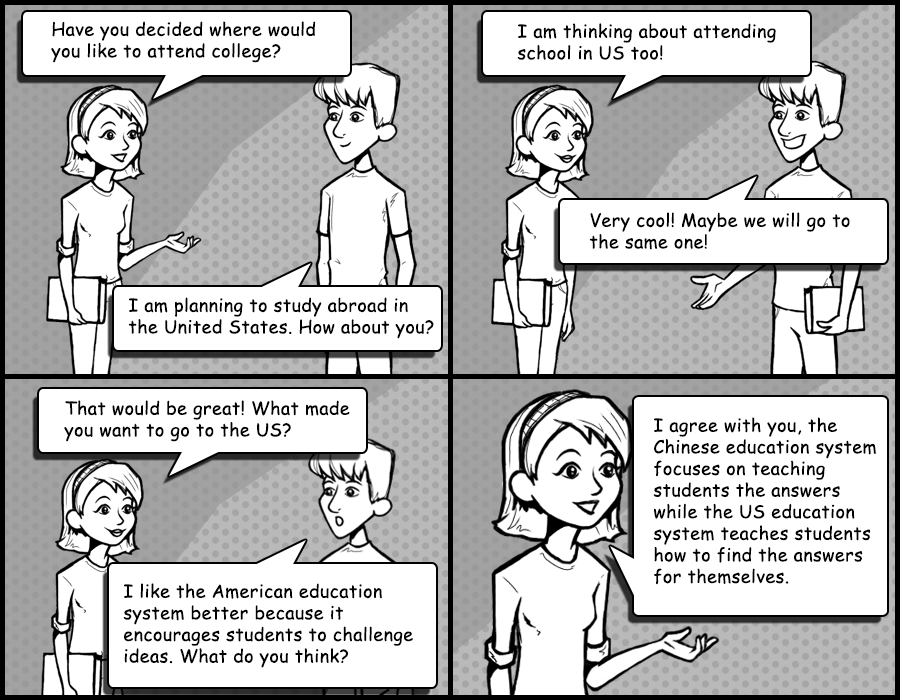 Have you decided where would
you like to attend college?
I am planning to study abroad in
the United States. How about you?
I am thinking about attending
school in US too!
Very cool! Maybe we will go to
the same one!
That would be great! What made
you want to go to the US?
I like the American education
system better because it
encourages students to challenge
ideas. What do you think?
I agree with you, the
Chinese education system
focuses on teaching
students the answers
while the US education
system teaches students
how to find the answers
for themselves.